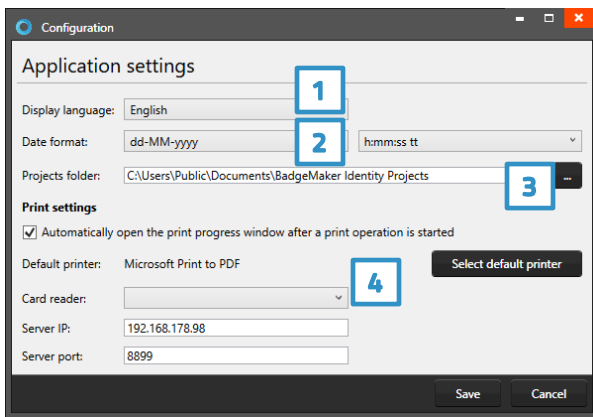 Configuration
Application settings
1
Display language: English
2
Date format: dd-MM-yyyy h:mm:ss tt
Projects folder: C:\Users\Public\Documents\BadgeMaker Identity Projects ...
3
Print settings
Automatically open the print progress window after a print operation is started
Default printer: Microsoft Print to PDF Select default printer
4
Card reader:
Server IP: 192.168.178.98
Server port: 8899
Save Cancel